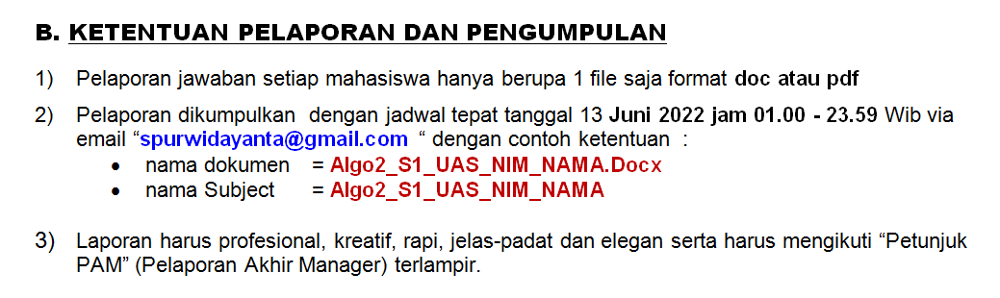 B. KETENTUAN PELAPORAN DAN PENGUMPULAN
1) Pelaporan jawaban setiap mahasiswa hanya berupa 1 file saja format doc atau pdf
2) Pelaporan dikumpulkan dengan jadwal tepat tanggal 13 Juni 2022 jam 01.00 - 23.59 Wib via
email “spurwidayanta@gmail.com “ dengan contoh ketentuan :
• nama dokumen = Algo2_S1_UAS_NIM_NAMA.Docx
• nama Subject = Algo2_S1_UAS_NIM_NAMA
3) Laporan harus profesional, kreatif, rapi, jelas-padat dan elegan serta harus mengikuti “Petunjuk
PAM” (Pelaporan Akhir Manager) terlampir.